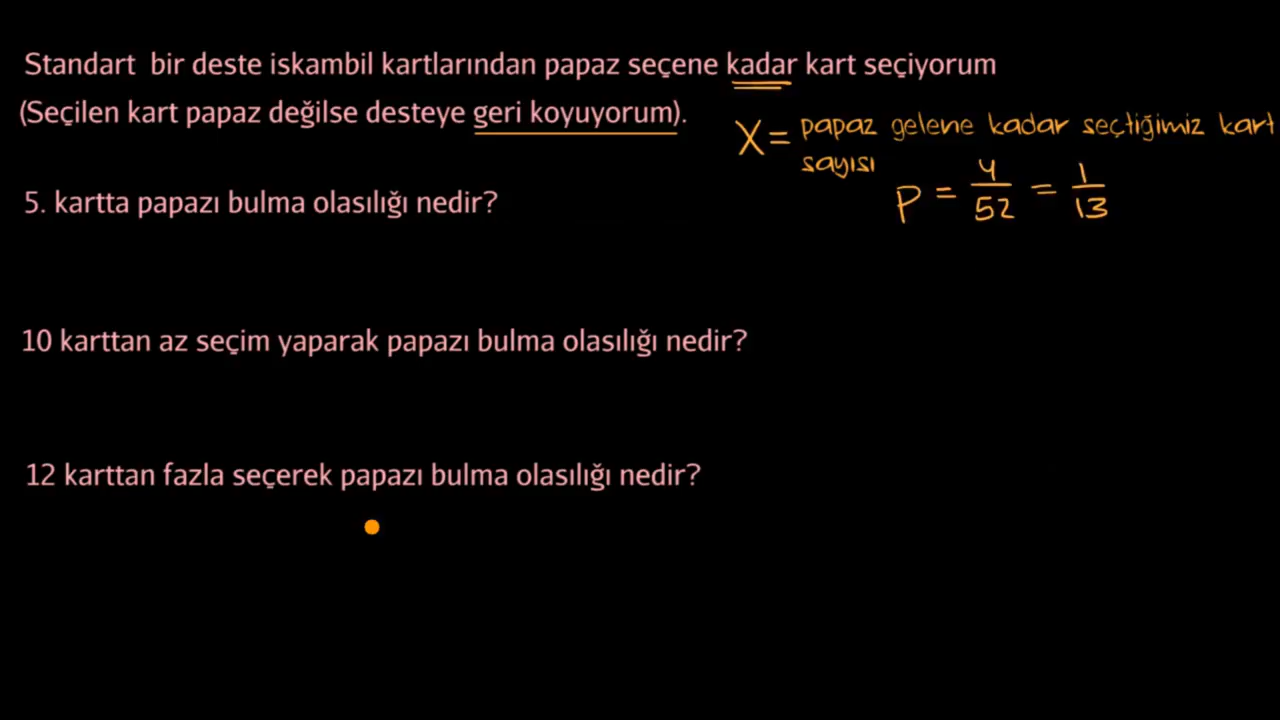 Standart bir deste iskambil kartlarından papaz seçene kadar kart seçiyorum
(Seçilen kart papaz değilse desteye geri koyuyorum).
X = papaz gelene kadar seçtiğimiz kart
sayısı
P = 4/52 = 1/13
5. kartta papazı bulma olasılığı nedir?
10 karttan az seçim yaparak papazı bulma olasılığı nedir?
12 karttan fazla seçerek papazı bulma olasılığı nedir?